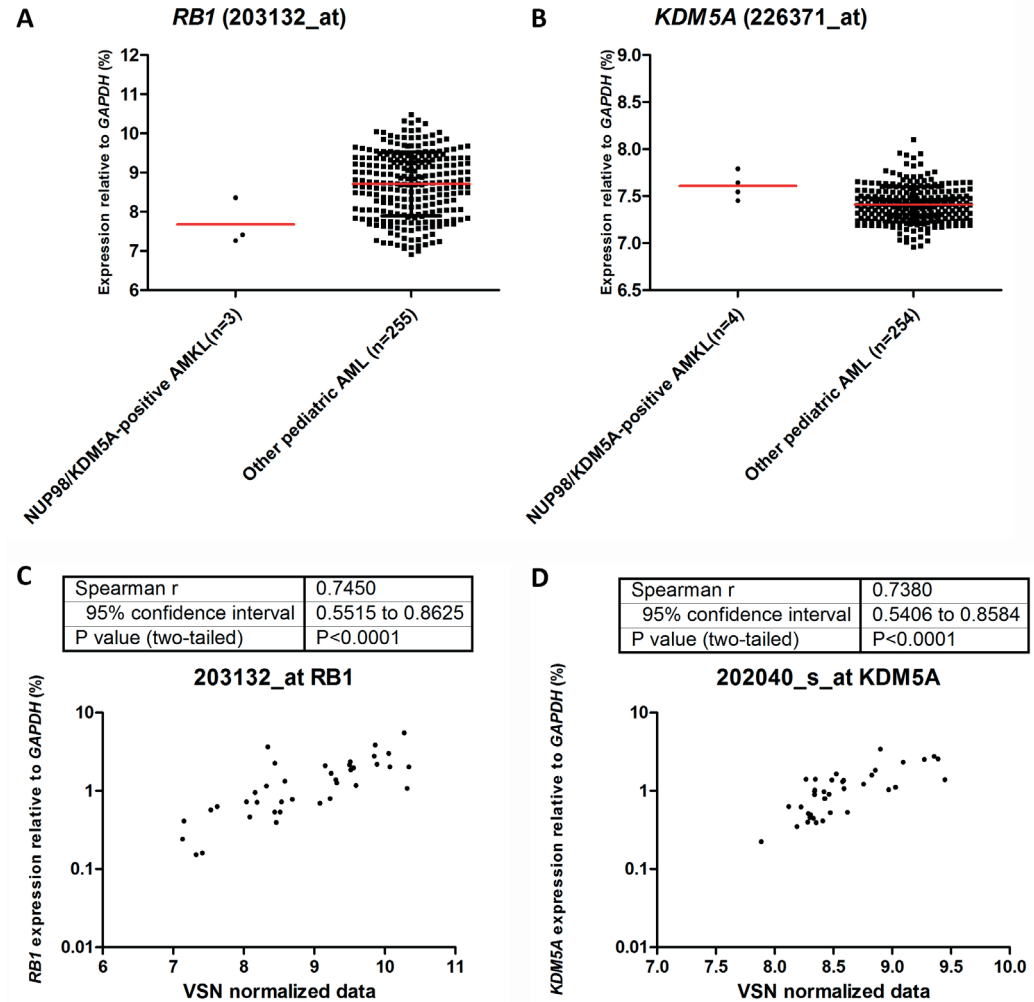 A
RB1 (203132_at)
Expression relative to GAPDH (%)
12
11
10
9
8
7
6
NUP98/KDM5A-positive AMKL(n=3)
Other pediatric AML (n=255)
B
KDM5A (226371_at)
Expression relative to GAPDH (%)
9.0
8.5
8.0
7.5
7.0
6.5
NUP98/KDM5A-positive AMKL(n=4)
Other pediatric AML (n=254)
C
Spearman r 0.7450
95% confidence interval 0.5515 to 0.8625
P value (two-tailed) P<0.0001
203132_at RB1
RB1 expression relative to GAPDH (%)
10
1
0.1
0.01
6 7 8 9 10 11
VSN normalized data
D
Spearman r 0.7380
95% confidence interval 0.5406 to 0.8584
P value (two-tailed) P<0.0001
202040_s_at KDM5A
KDM5A expression relative to GAPDH (%)
10
1
0.1
0.01
7.0 7.5 8.0 8.5 9.0 9.5 10.0
VSN normalized data